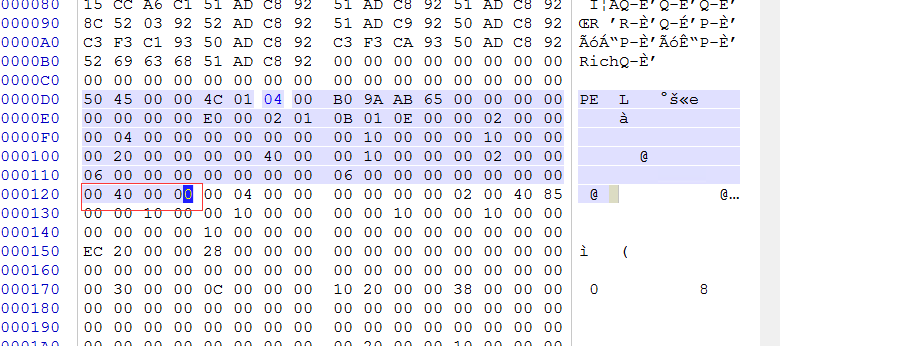 000080 15 CC A6 C1 51 AD C8 92 51 AD C8 92 51 AD C8 92
000090 8C 52 03 92 52 AD C8 92 51 AD C9 92 50 AD C8 92 ŒR ’R-È’Q-É’P-È’
0000A0 C3 F3 C1 93 50 AD C8 92 C3 F3 CA 93 50 AD C8 92 ÃóÁ“P-È’ÃóÊ“P-È’
0000B0 52 69 63 68 51 AD C8 92 00 00 00 00 00 00 00 00 RichQ-È’
0000C0 00 00 00 00 00 00 00 00 00 00 00 00 00 00 00 00
0000D0 50 45 00 00 4C 01 04 00 B0 9A AB 65 00 00 00 00 PE L °š«e
0000E0 00 00 00 00 E0 00 02 01 0B 01 0E 00 00 02 00 00 à
0000F0 00 04 00 00 00 00 00 00 00 10 00 00 00 10 00 00
000100 00 20 00 00 00 00 40 00 00 10 00 00 00 02 00 00 @
000110 06 00 00 00 00 00 00 00 06 00 00 00 00 00 00 00
000120 00 40 00 00 00 04 00 00 00 00 00 00 02 00 40 85 @ @…
000130 00 00 10 00 00 10 00 00 00 00 10 00 00 10 00 00
000140 00 00 00 00 10 00 00 00 00 00 00 00 00 00 00 00
000150 EC 20 00 00 28 00 00 00 00 00 00 00 00 00 00 00 ì (
000160 00 00 00 00 00 00 00 00 00 00 00 00 00 00 00 00
000170 00 30 00 00 0C 00 00 00 10 20 00 00 38 00 00 00 0 8
000180 00 00 00 00 00 00 00 00 00 00 00 00 00 00 00 00
000190 00 00 00 00 00 00 00 00 00 00 00 00 00 00 00 00